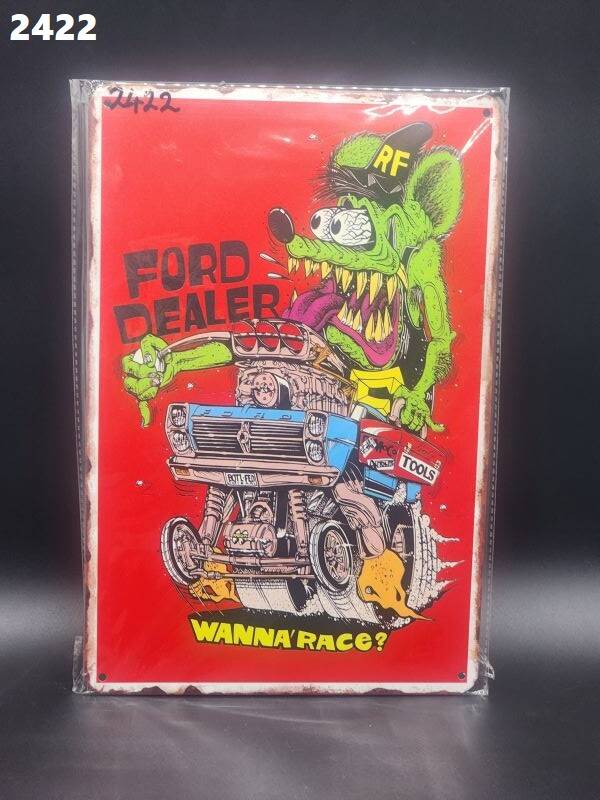 2422
2422
RF
FORD
DEALER
FORD
TOOLS
WANNA RACE?